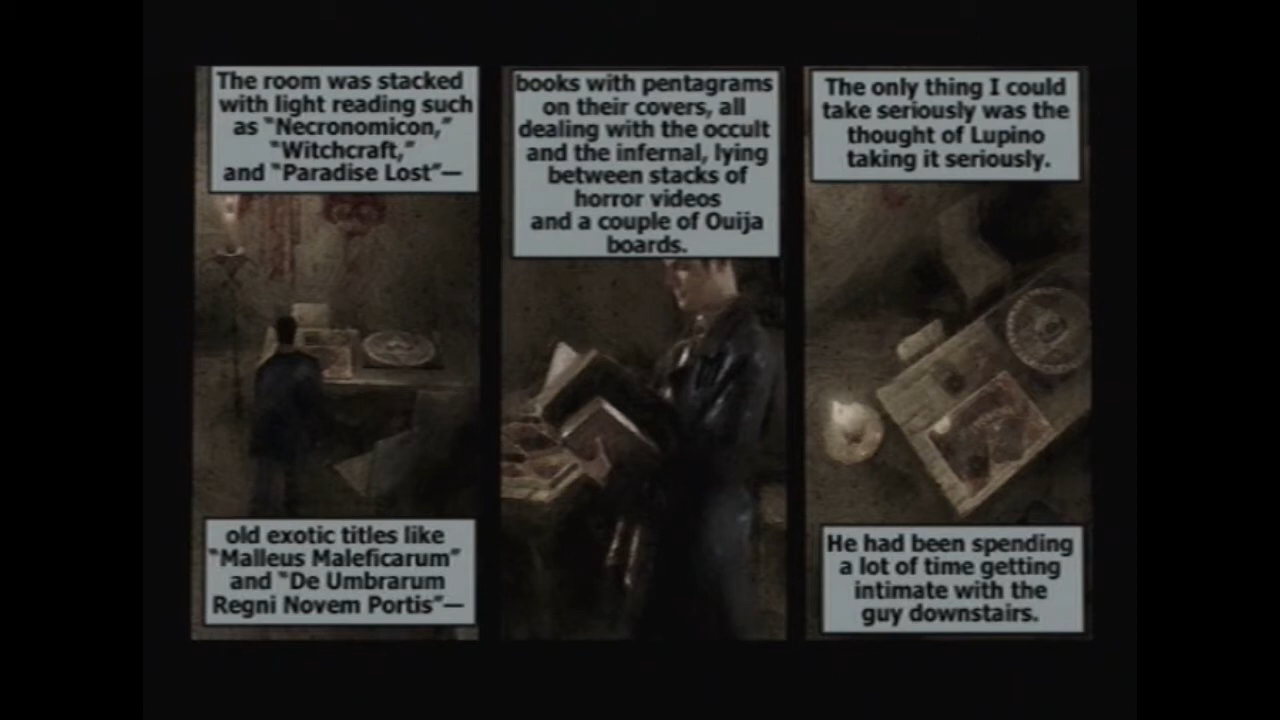 The room was stacked
with light reading such
as "Necronomicon,"
"Witchcraft,"
and "Paradise Lost"—
old exotic titles like
"Malleus Maleficarum"
and "De Umbrarum
Regni Novem Portis"—
books with pentagrams
on their covers, all
dealing with the occult
and the infernal, lying
between stacks of
horror videos
and a couple of Ouija
boards.
The only thing I could
take seriously was the
thought of Lupino
taking it seriously.
He had been spending
a lot of time getting
intimate with the
guy downstairs.